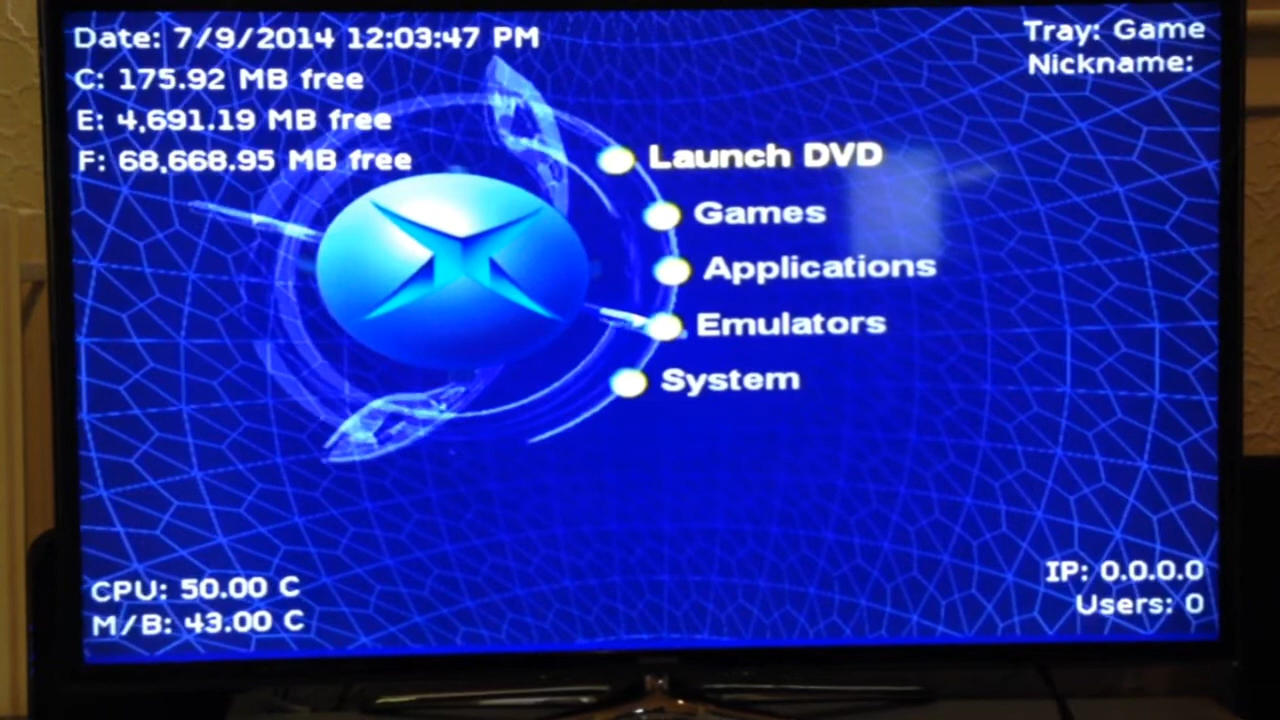 Date: 7/9/2014 12:03:47 PM
C: 175.92 MB free
E: 4,691.19 MB free
F: 68,668.95 MB free
Tray: Game
Nickname:
Launch DVD
Games
Applications
Emulators
System
CPU: 50.00 C
M/B: 43.00 C
IP: 0.0.0.0
Users: 0